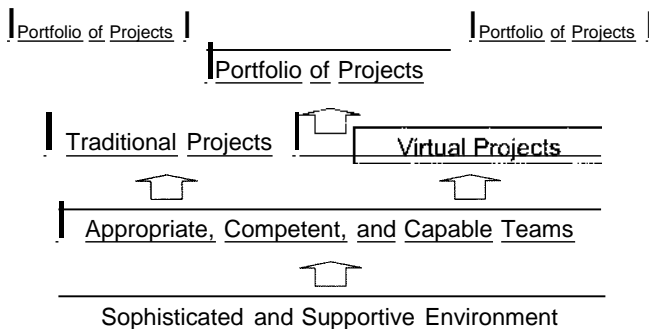 Portfolio of Projects
Portfolio of Projects
Portfolio of Projects
Traditional Projects
Virtual Projects
Appropriate, Competent, and Capable Teams
Sophisticated and Supportive Environment